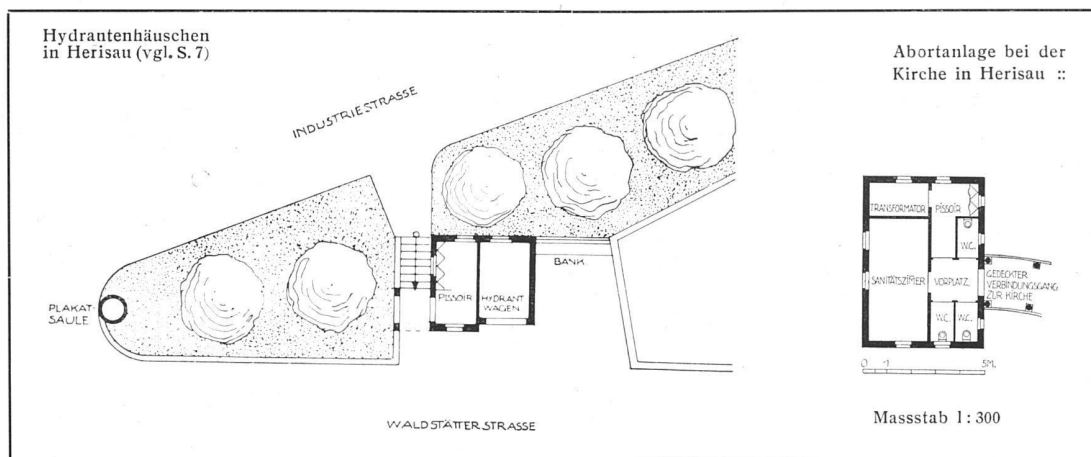 Hydrantenhäuschen
in Herisau (vgl. S. 7)
INDUSTRIESTRASSE
PLAKAT-
SAULE
PISSOIR
HYDRANT
WAGEN
BANK
WALDSTÄTTERSTRASSE
Abortanlage bei der
Kirche in Herisau ::
TRANSFORMATOR
PISSOIR
W.C.
SANITÄTSZIMMER
VORPLATZ
GEDECKTER
VERBINDUNGSGANG
ZUR KIRCHE
W.C.
W.C.
0 1 5M.
Massstab 1:300